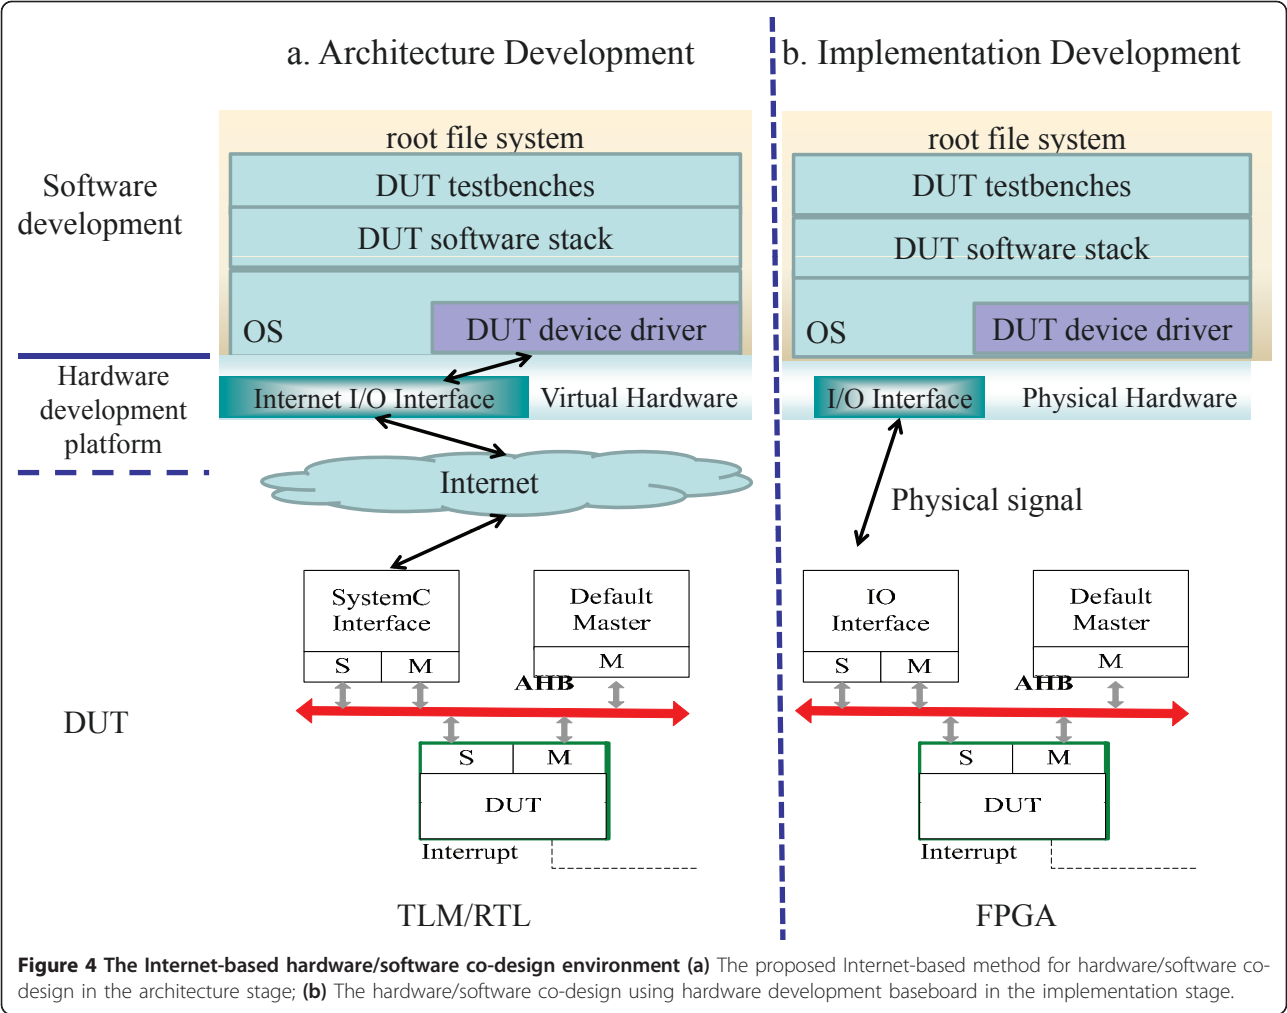 a. Architecture Development
b. Implementation Development
Software
development
root file system
DUT testbenches
DUT software stack
OS
DUT device driver
root file system
DUT testbenches
DUT software stack
OS
DUT device driver
Hardware
development
platform
Internet I/O Interface
Virtual Hardware
I/O Interface
Physical Hardware
Internet
Physical signal
DUT
SystemC
Interface
S
M
Default
Master
M
AHB
S
M
DUT
Interrupt
TLM/RTL
IO
Interface
S
M
Default
Master
M
AHB
S
M
DUT
Interrupt
FPGA
Figure 4 The Internet-based hardware/software co-design environment (a) The proposed Internet-based method for hardware/software co-
design in the architecture stage; (b) The hardware/software co-design using hardware development baseboard in the implementation stage.